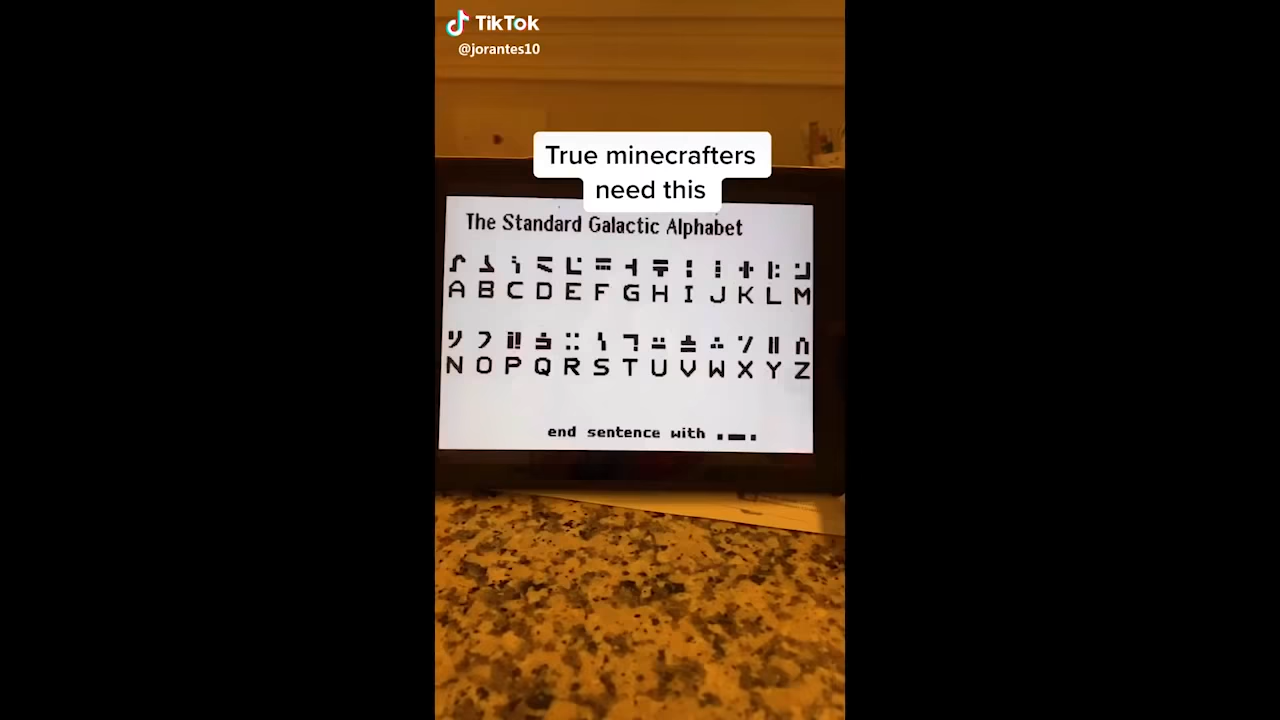 TikTok
@jorantes10
True minecrafters
need this
The Standard Galactic Alphabet
A B C D E F G H I J K L M
N O P Q R S T U V W X Y Z
end sentence with